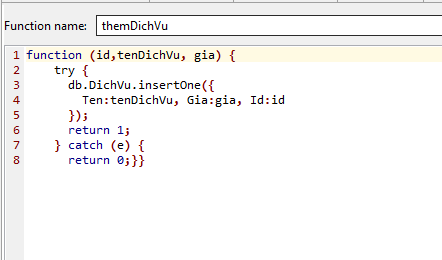 Function name: themDichVu
1 function (id,tenDichVu, gia) {
2 try {
3 db.DichVu.insertOne({
4 Ten:tenDichVu, Gia:gia, Id:id
5 });
6 return 1;
7 } catch (e) {
8 return 0;}}